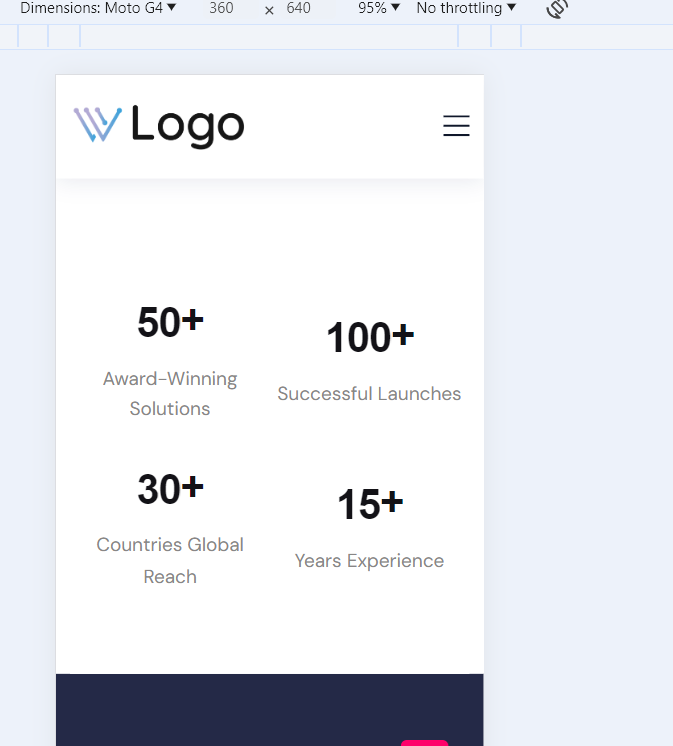 Dimensions: Moto G4 ▼ 360 × 640 95% ▼ No throttling ▼
Logo
50+
Award-Winning
Solutions
100+
Successful Launches
30+
Countries Global
Reach
15+
Years Experience